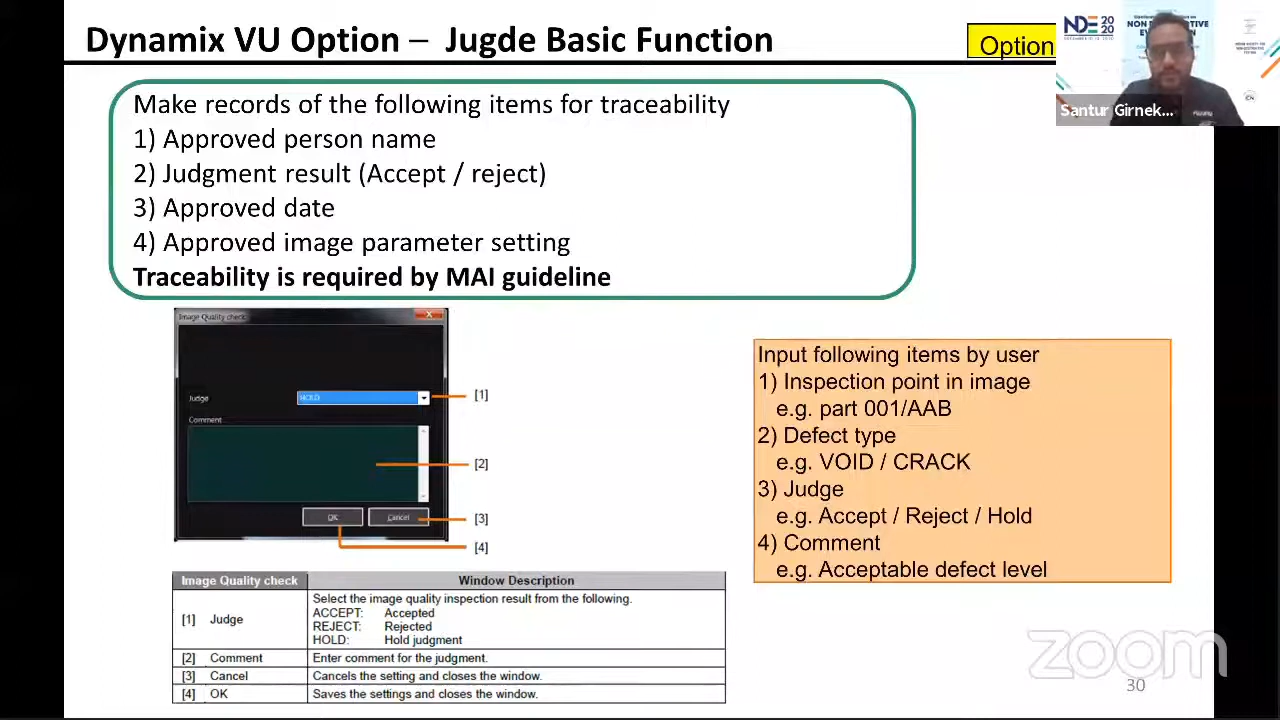 Dynamix VU Option – Jugde Basic Function
Option
NDE 2020
Santur Girnek...
Make records of the following items for traceability
1) Approved person name
2) Judgment result (Accept / reject)
3) Approved date
4) Approved image parameter setting
Traceability is required by MAI guideline
Image Quality check
Judge
HOLD
[1]
Comment
[2]
OK
Cancel
[3]
[4]
Input following items by user
1) Inspection point in image
e.g. part 001/AAB
2) Defect type
e.g. VOID / CRACK
3) Judge
e.g. Accept / Reject / Hold
4) Comment
e.g. Acceptable defect level
Image Quality check Window Description
[1] Judge
Select the image quality inspection result from the following.
ACCEPT: Accepted
REJECT: Rejected
HOLD: Hold judgment
[2] Comment Enter comment for the judgment.
[3] Cancel Cancels the setting and closes the window.
[4] OK Saves the settings and closes the window.
zoom
30